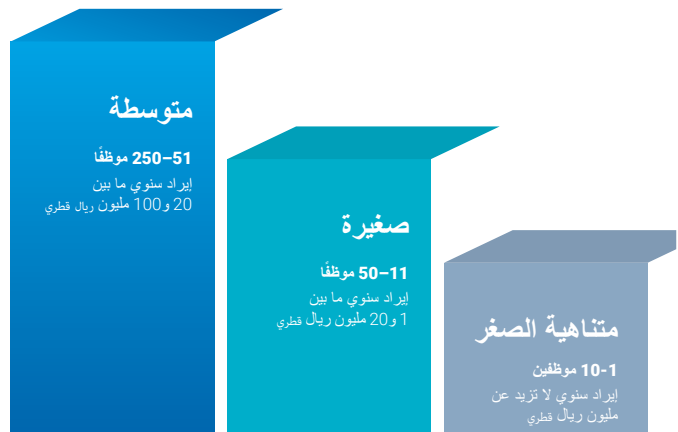 متوسطة
51–250 موظفًا
إيراد سنوي ما بين
20 و100 مليون ريال قطري
صغيرة
11–50 موظفًا
إيراد سنوي ما بين
1 و20 مليون ريال قطري
متناهية الصغر
1-10 موظفين
إيراد سنوي لا تزيد عن
مليون ريال قطري